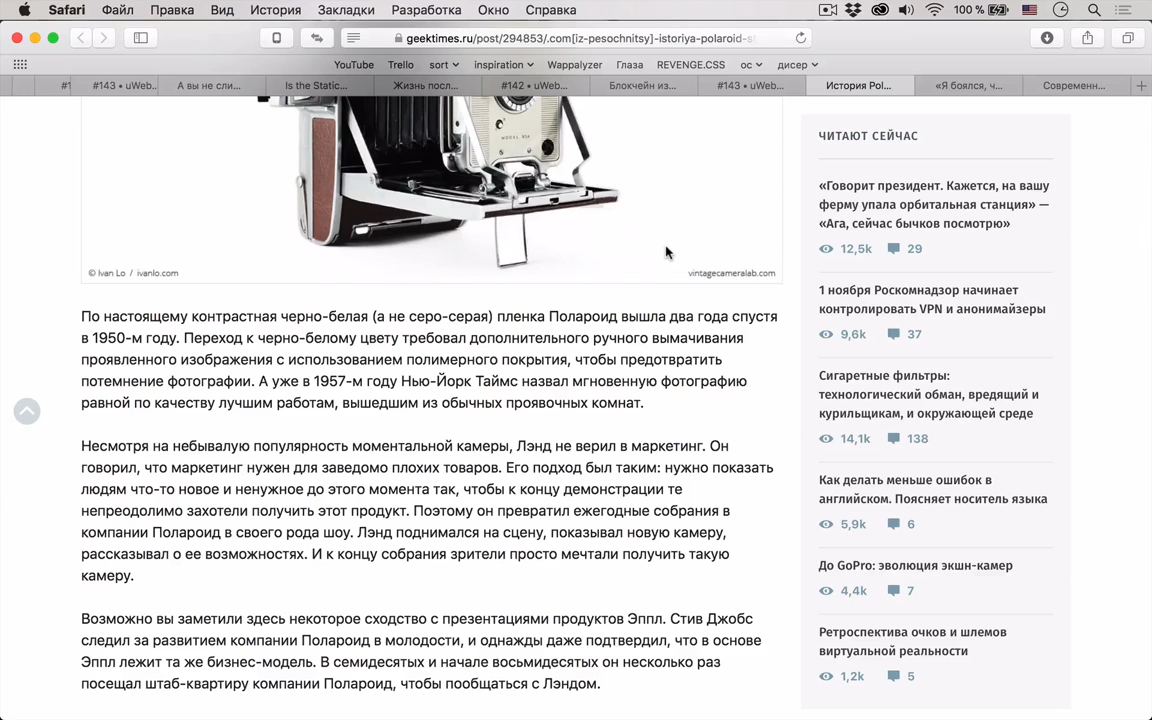 Safari Файл Правка Вид История Закладки Разработка Окно Справка 100 %
geektimes.ru/post/294853/.com[iz-pesochnitsy]-istoriya-polaroid-s
YouTube Trello sort inspiration Wappalyzer Глаза REVENGE.CSS ос дисер
#1 #143 • uWeb... А вы не сли... Is the Static... Жизнь посл... #142 • uWeb... Блокчейн из... #143 • uWeb... История Pol... «Я боялся, ч... Современн...
MODEL 95A
© Ivan Lo / ivanlo.com
vintagecameralab.com
По настоящему контрастная черно-белая (а не серо-серая) пленка Полароид вышла два года спустя
в 1950-м году. Переход к черно-белому цвету требовал дополнительного ручного вымачивания
проявленного изображения с использованием полимерного покрытия, чтобы предотвратить
потемнение фотографии. А уже в 1957-м году Нью-Йорк Таймс назвал мгновенную фотографию
равной по качеству лучшим работам, вышедшим из обычных проявочных комнат.
Несмотря на небывалую популярность моментальной камеры, Лэнд не верил в маркетинг. Он
говорил, что маркетинг нужен для заведомо плохих товаров. Его подход был таким: нужно показать
людям что-то новое и ненужное до этого момента так, чтобы к концу демонстрации те
непреодолимо захотели получить этот продукт. Поэтому он превратил ежегодные собрания в
компании Полароид в своего рода шоу. Лэнд поднимался на сцену, показывал новую камеру,
рассказывал о ее возможностях. И к концу собрания зрители просто мечтали получить такую
камеру.
Возможно вы заметили здесь некоторое сходство с презентациями продуктов Эппл. Стив Джобс
следил за развитием компании Полароид в молодости, и однажды даже подтвердил, что в основе
Эппл лежит та же бизнес-модель. В семидесятых и начале восьмидесятых он несколько раз
посещал штаб-квартиру компании Полароид, чтобы пообщаться с Лэндом.
ЧИТАЮТ СЕЙЧАС
«Говорит президент. Кажется, на вашу
ферму упала орбитальная станция» —
«Ага, сейчас бычков посмотрю»
12,5k 29
1 ноября Роскомнадзор начинает
контролировать VPN и анонимайзеры
9,6k 37
Сигаретные фильтры:
технологический обман, вредящий и
курильщикам, и окружающей среде
14,1k 138
Как делать меньше ошибок в
английском. Поясняет носитель языка
5,9k 6
До GoPro: эволюция экшн-камер
4,4k 7
Ретроспектива очков и шлемов
виртуальной реальности
1,2k 5